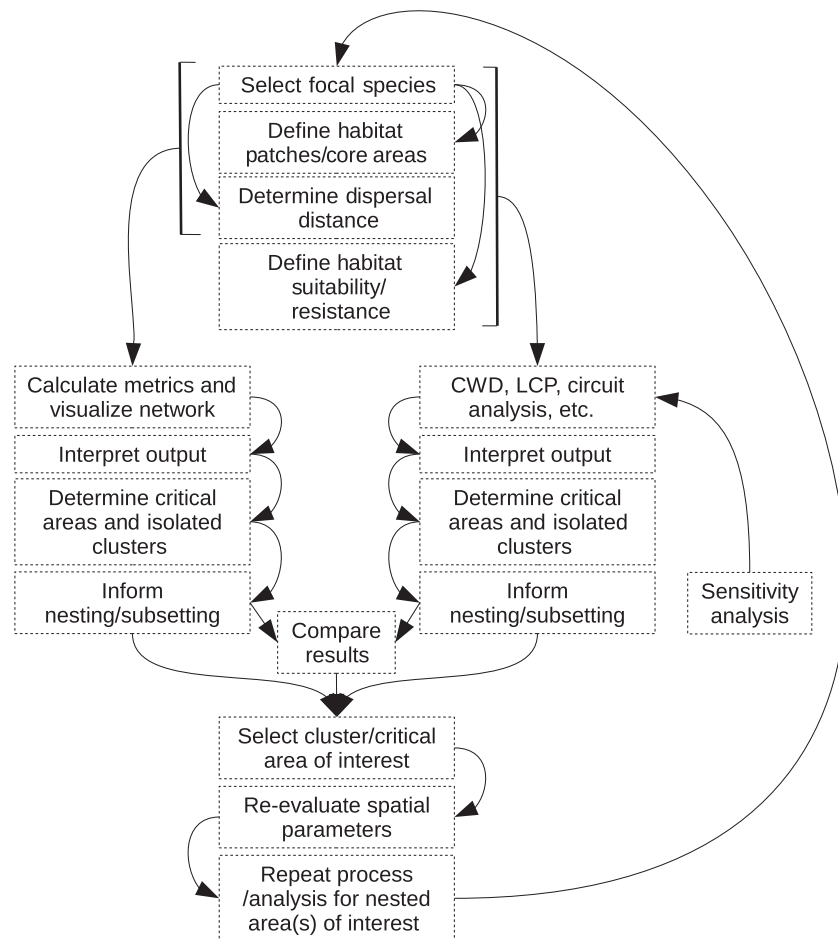 Select focal species
Define habitat
patches/core areas
Determine dispersal
distance
Define habitat
suitability/
resistance
Calculate metrics and
visualize network
Interpret output
Determine critical
areas and isolated
clusters
Inform
nesting/subsetting
CWD, LCP, circuit
analysis, etc.
Interpret output
Determine critical
areas and isolated
clusters
Inform
nesting/subsetting
Sensitivity
analysis
Compare
results
Select cluster/critical
area of interest
Re-evaluate spatial
parameters
Repeat process
/analysis for nested
area(s) of interest